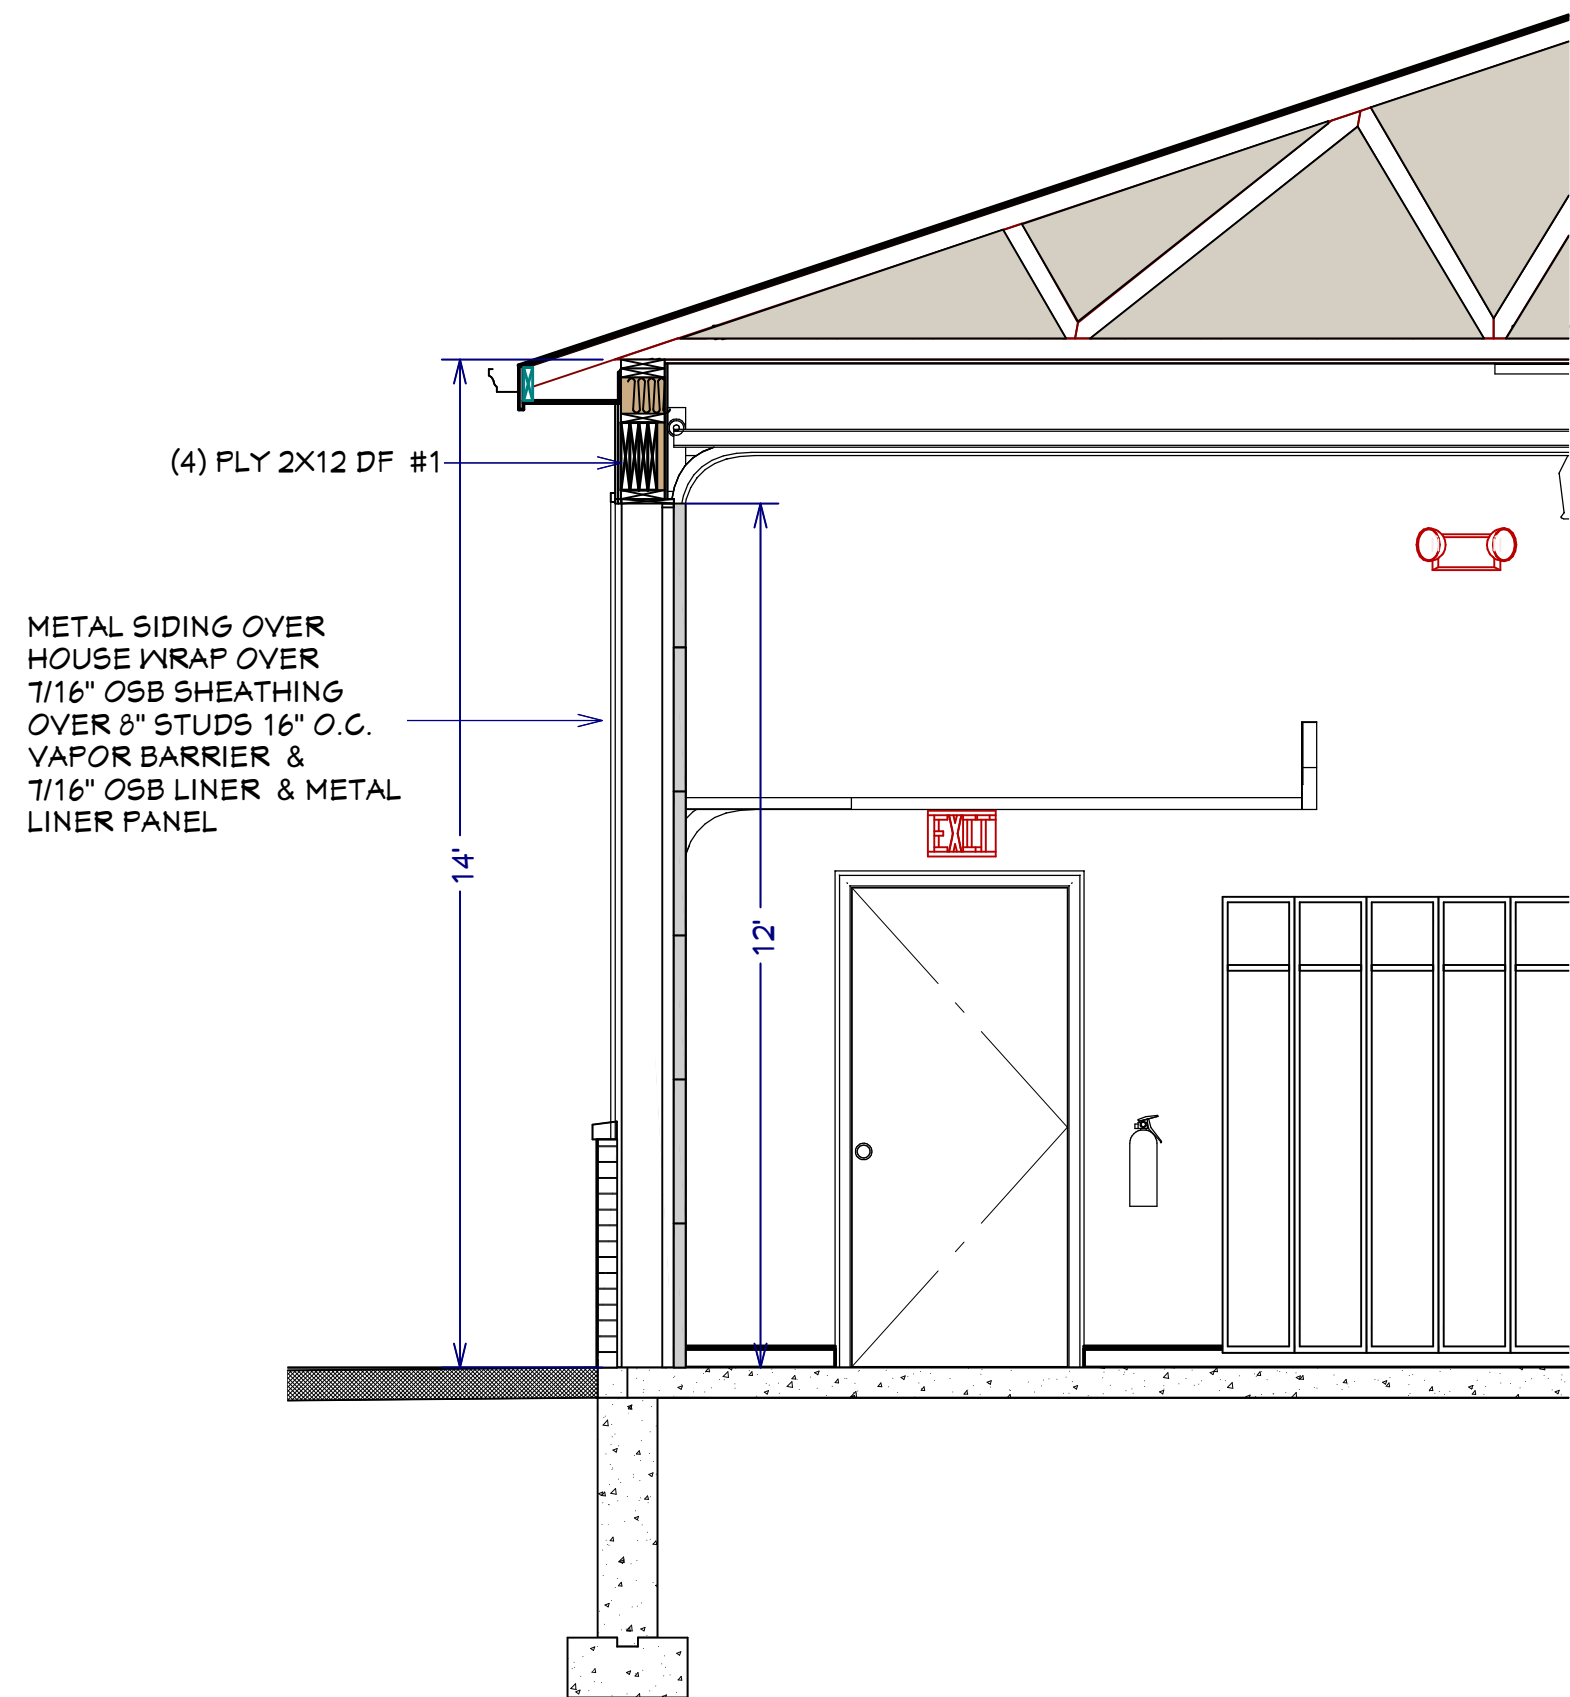 (4) PLY 2X12 DF #1
METAL SIDING OVER
HOUSE WRAP OVER
7/16" OSB SHEATHING
OVER 8" STUDS 16" O.C.
VAPOR BARRIER &
7/16" OSB LINER & METAL
LINER PANEL
14'
12'
EXIT